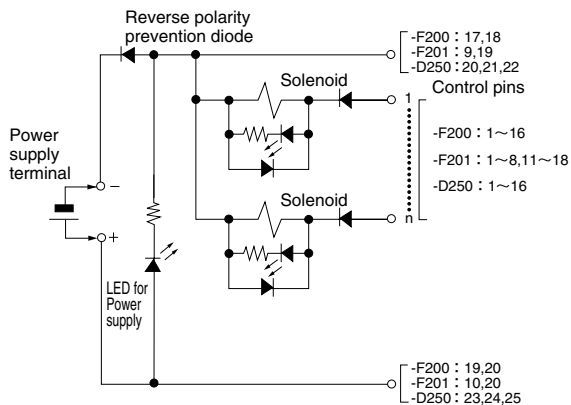 Reverse polarity
prevention diode
-F200：17,18
-F201：9,19
-D250：20,21,22
Control pins
Solenoid
1
-F200：1～16
-F201：1～8,11～18
-D250：1～16
Power
supply
terminal
−
+
Solenoid
n
LED for
Power
supply
-F200：19,20
-F201：10,20
-D250：23,24,25